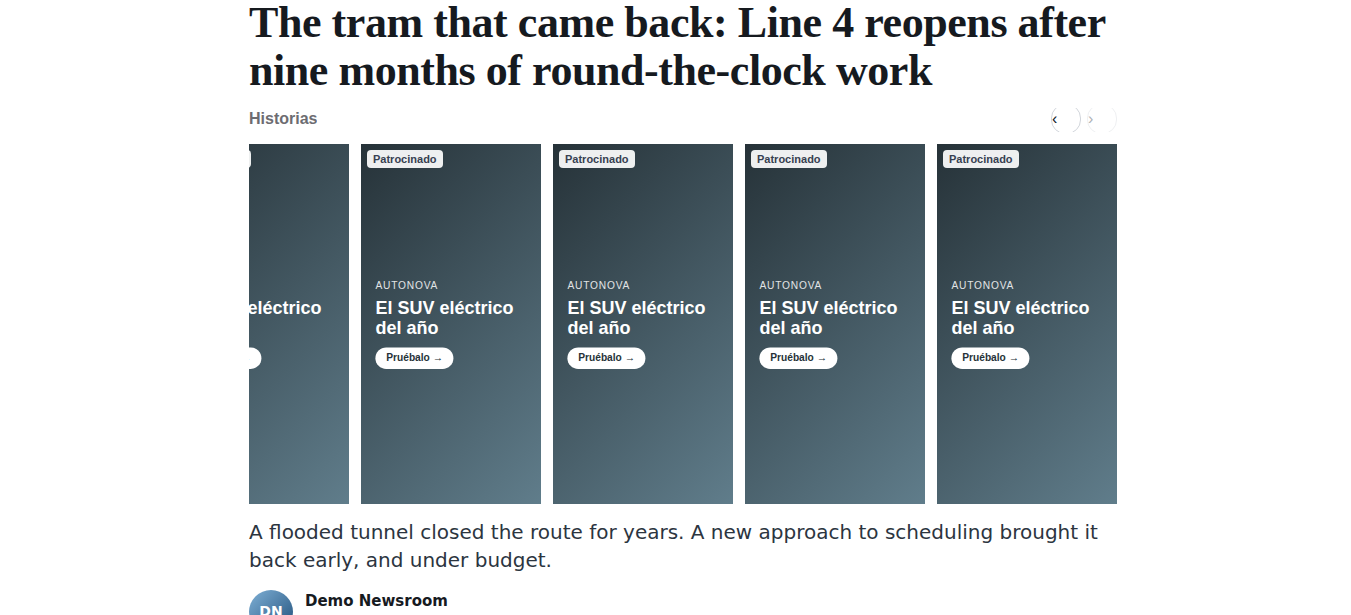 The tram that came back: Line 4 reopens after
nine months of round-the-clock work
Historias
‹ ›
eléctrico
Patrocinado
AUTONOVA
El SUV eléctrico
del año
Pruébalo →
Patrocinado
AUTONOVA
El SUV eléctrico
del año
Pruébalo →
Patrocinado
AUTONOVA
El SUV eléctrico
del año
Pruébalo →
Patrocinado
AUTONOVA
El SUV eléctrico
del año
Pruébalo →
A flooded tunnel closed the route for years. A new approach to scheduling brought it
back early, and under budget.
DN
Demo Newsroom